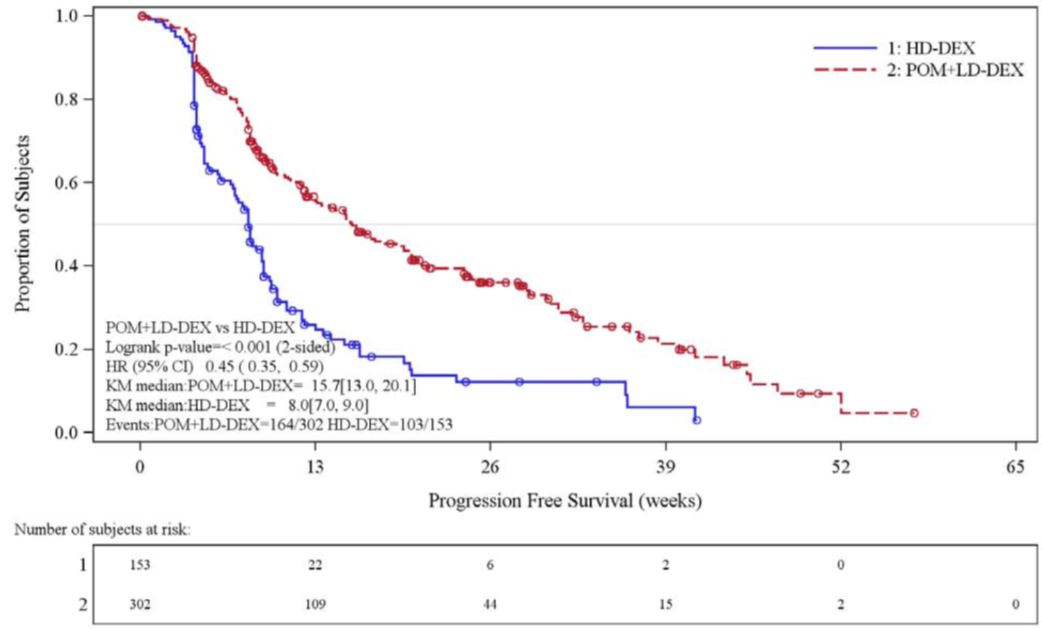 1: HD-DEX
2: POM+LD-DEX
Proportion of Subjects
1.0
0.8
0.6
0.4
0.2
0.0
POM+LD-DEX vs HD-DEX
Logrank p-value=< 0.001 (2-sided)
HR (95% CI) 0.45 ( 0.35, 0.59)
KM median:POM+LD-DEX= 15.7[13.0, 20.1]
KM median:HD-DEX = 8.0[7.0, 9.0]
Events:POM+LD-DEX=164/302 HD-DEX=103/153
0 13 26 39 52 65
Progression Free Survival (weeks)
Number of subjects at risk:
1 153 22 6 2 0
2 302 109 44 15 2 0